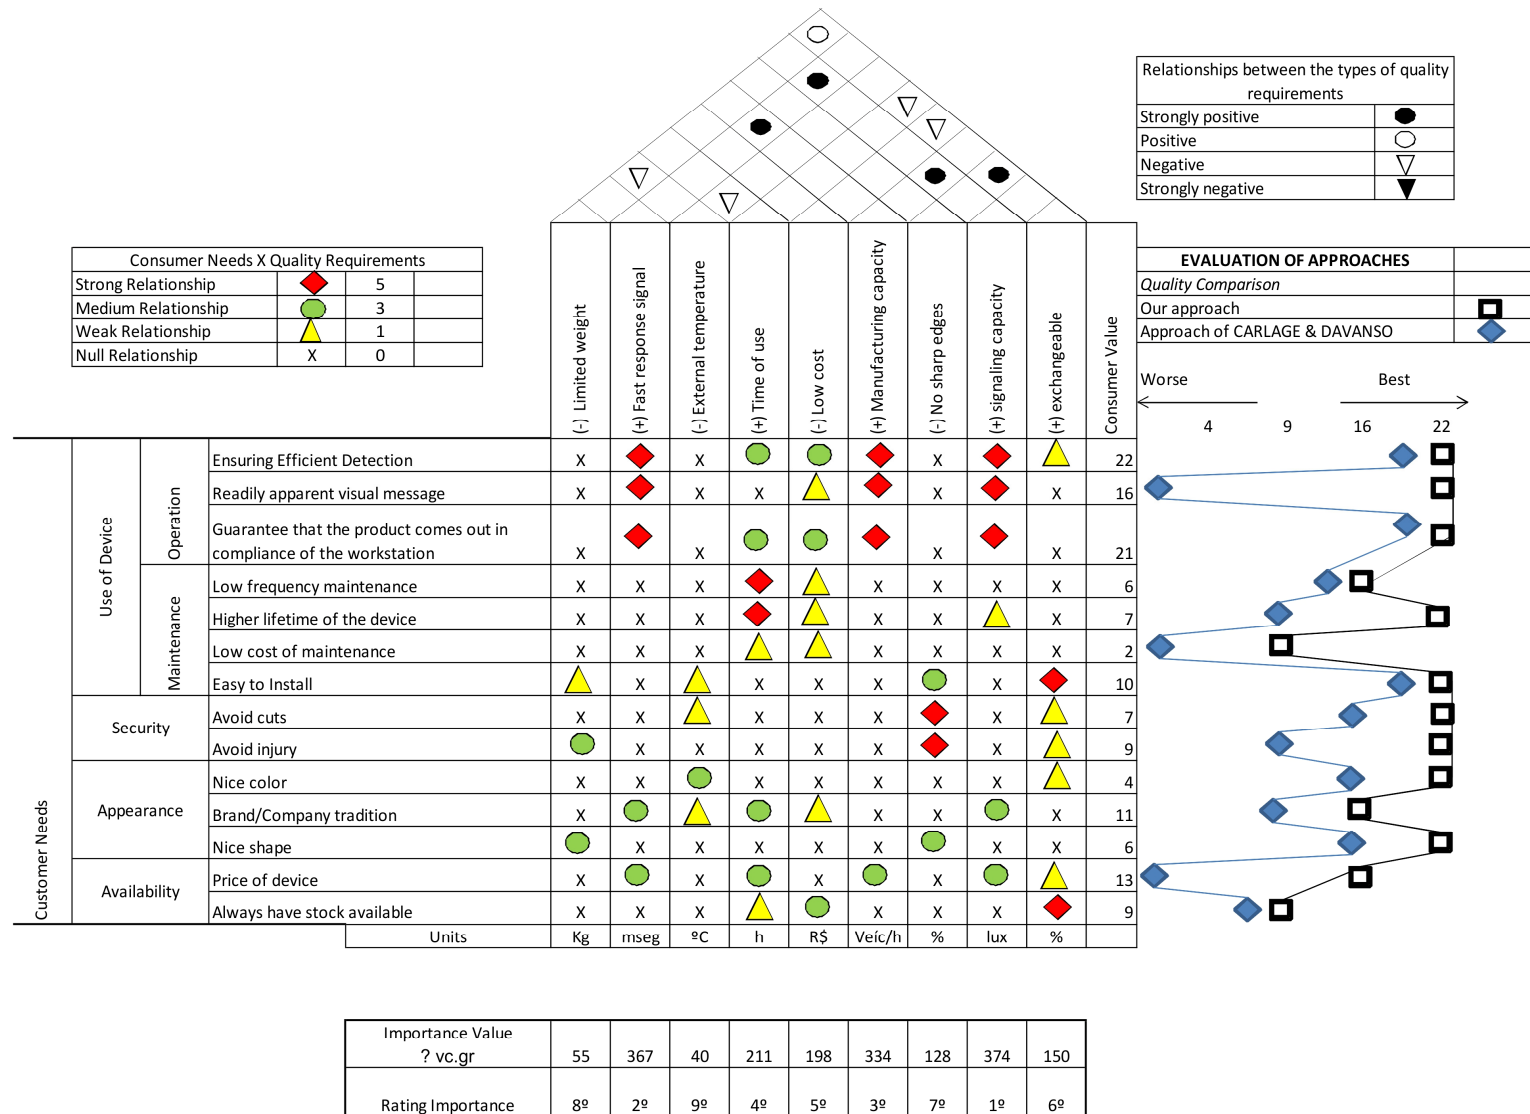 Relationships between the types of quality
requirements
Strongly positive
Positive
Negative
Strongly negative
Consumer Needs X Quality Requirements
Strong Relationship 5
Medium Relationship 3
Weak Relationship 1
Null Relationship X 0
(-) Limited weight
(+) Fast response signal
(-) External temperature
(+) Time of use
(-) Low cost
(+) Manufacturing capacity
(-) No sharp edges
(+) signaling capacity
(+) exchangeable
Consumer Value
EVALUATION OF APPROACHES
Quality Comparison
Our approach
Approach of CARLAGE & DAVANSO
Worse Best
4 9 16 22
Customer Needs
Use of Device
Operation
Maintenance
Security
Appearance
Availability
Ensuring Efficient Detection X X X 22
Readily apparent visual message X X X X X 16
Guarantee that the product comes out in
compliance of the workstation X X X X 21
Low frequency maintenance X X X X X X X 6
Higher lifetime of the device X X X X X X 7
Low cost of maintenance X X X X X X X 2
Easy to Install X X X X X 10
Avoid cuts X X X X X X 7
Avoid injury X X X X X X 9
Nice color X X X X X X X 4
Brand/Company tradition X X X X 11
Nice shape X X X X X X X 6
Price of device X X X X 13
Always have stock available X X X X X X 9
Units Kg mseg ºC h R$ Veíc/h % lux %
Importance Value
? vc.gr 55 367 40 211 198 334 128 374 150
Rating Importance 8º 2º 9º 4º 5º 3º 7º 1º 6º